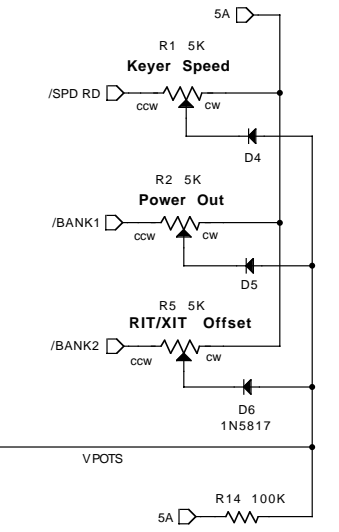 5A
R1 5K
Keyer Speed
/SPD RD
CCW
CW
D4
R2 5K
Power Out
/BANK1
CCW
CW
D5
R5 5K
RIT/XIT Offset
/BANK2
CCW
CW
D6
1N5817
VPOTS
R14 100K
5A